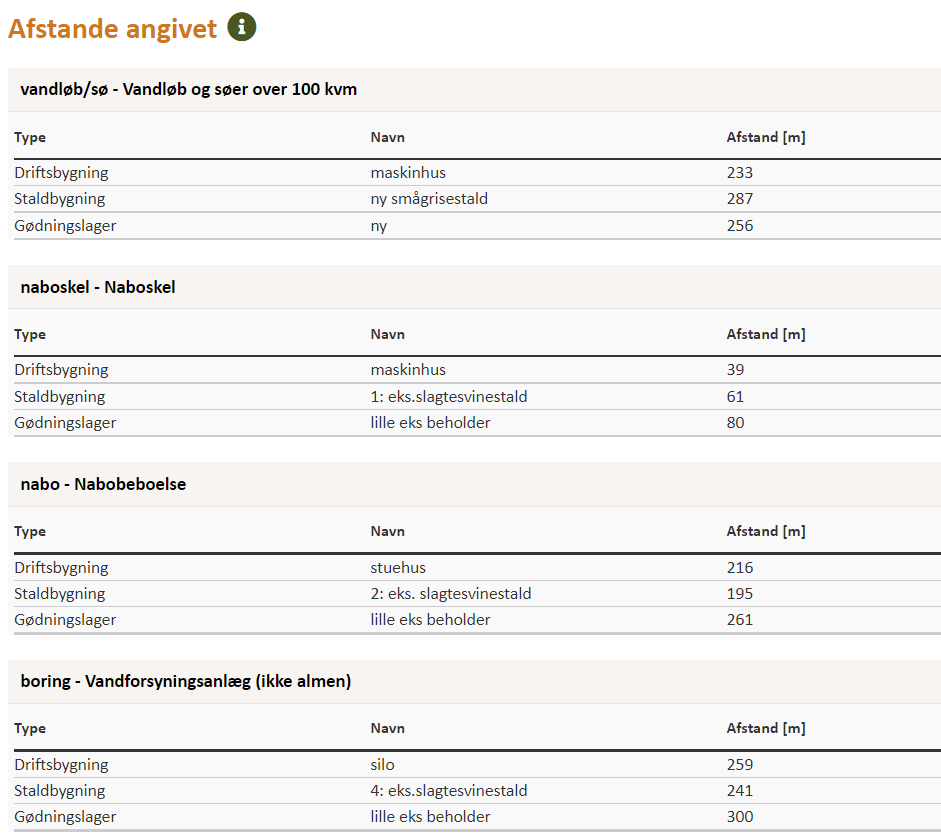 Afstande angivet
vandløb/sø - Vandløb og søer over 100 kvm
Type Navn Afstand [m]
Driftsbygning maskinhus 233
Staldbygning ny smågrisestald 287
Gødningslager ny 256
naboskel - Naboskel
Type Navn Afstand [m]
Driftsbygning maskinhus 39
Staldbygning 1: eks.slagtesvinestald 61
Gødningslager lille eks beholder 80
nabo - Nabobeboelse
Type Navn Afstand [m]
Driftsbygning stuehus 216
Staldbygning 2: eks. slagtesvinestald 195
Gødningslager lille eks beholder 261
boring - Vandforsyningsanlæg (ikke almen)
Type Navn Afstand [m]
Driftsbygning silo 259
Staldbygning 4: eks.slagtesvinestald 241
Gødningslager lille eks beholder 300